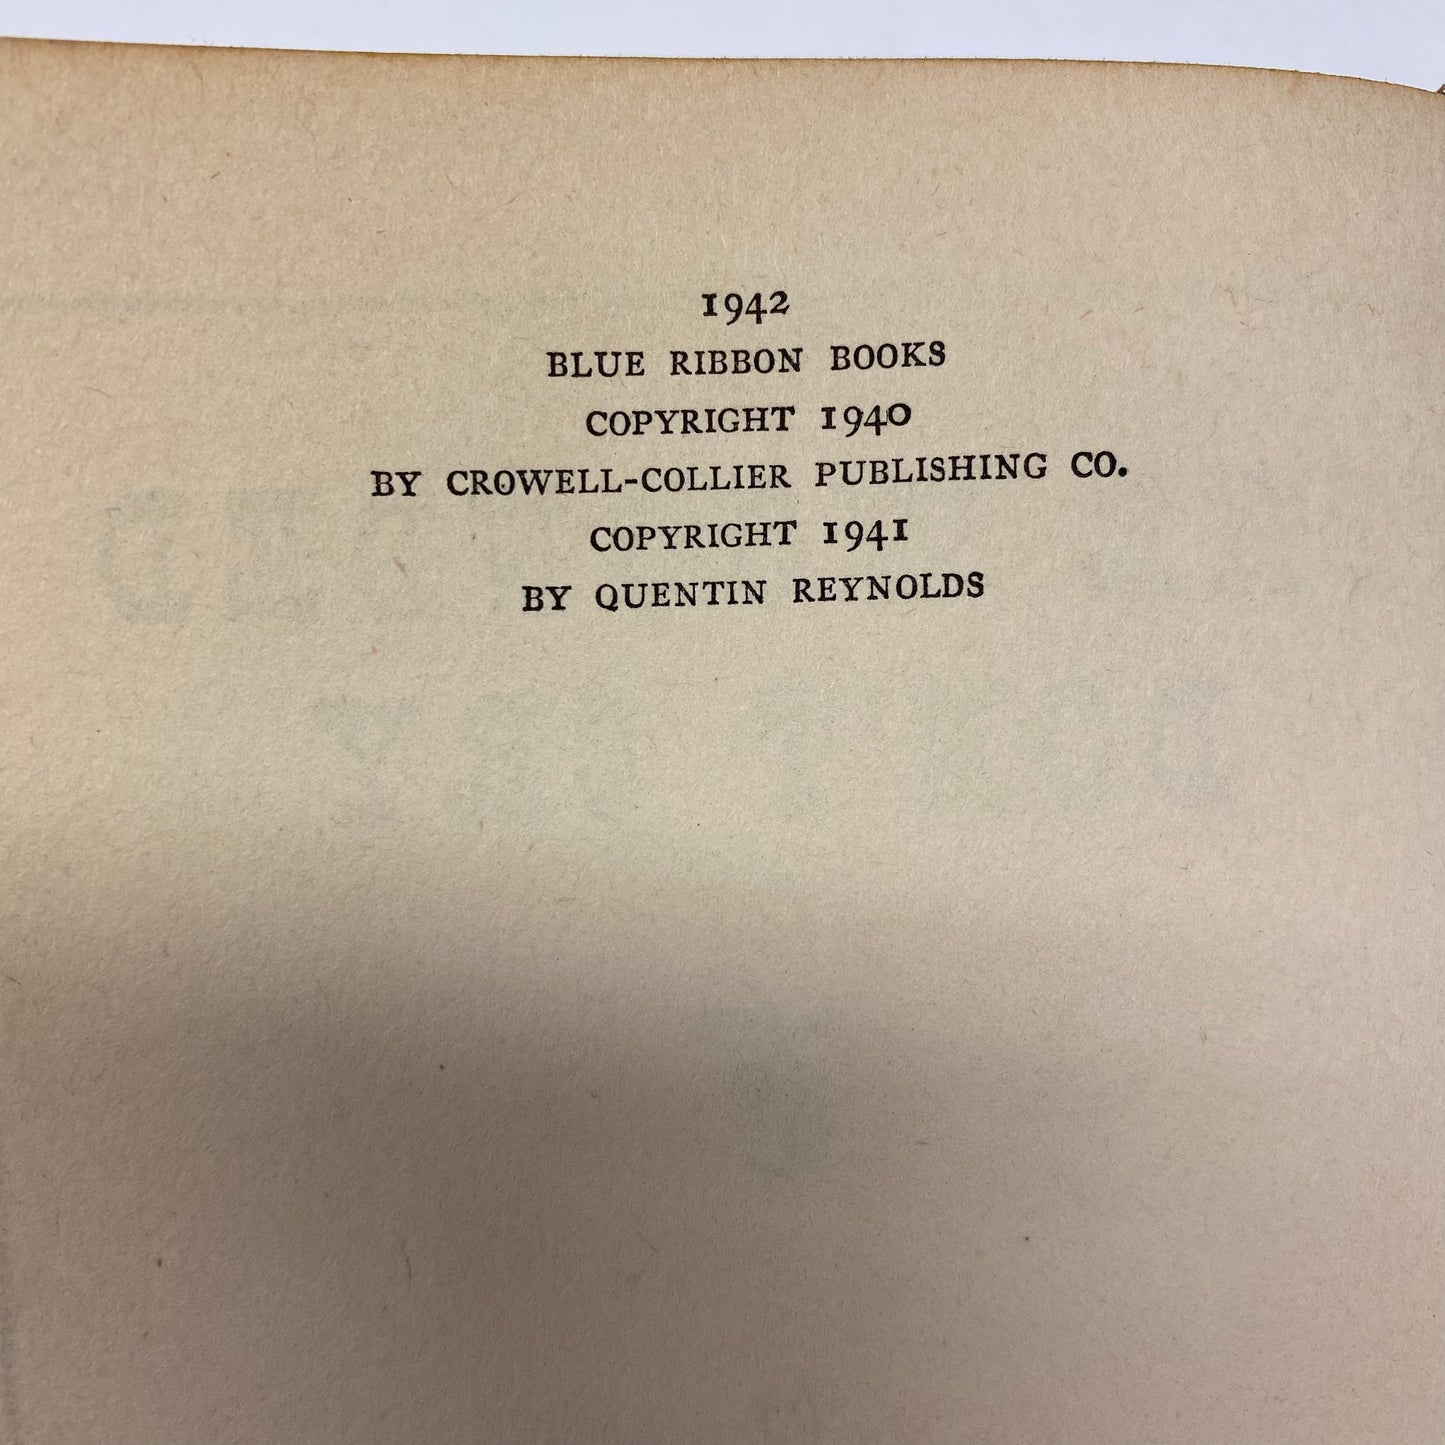 1942
BLUE RIBBON BOOKS
COPYRIGHT 1940
BY CROWELL-COLLIER PUBLISHING CO.
COPYRIGHT 1941
BY QUENTIN REYNOLDS